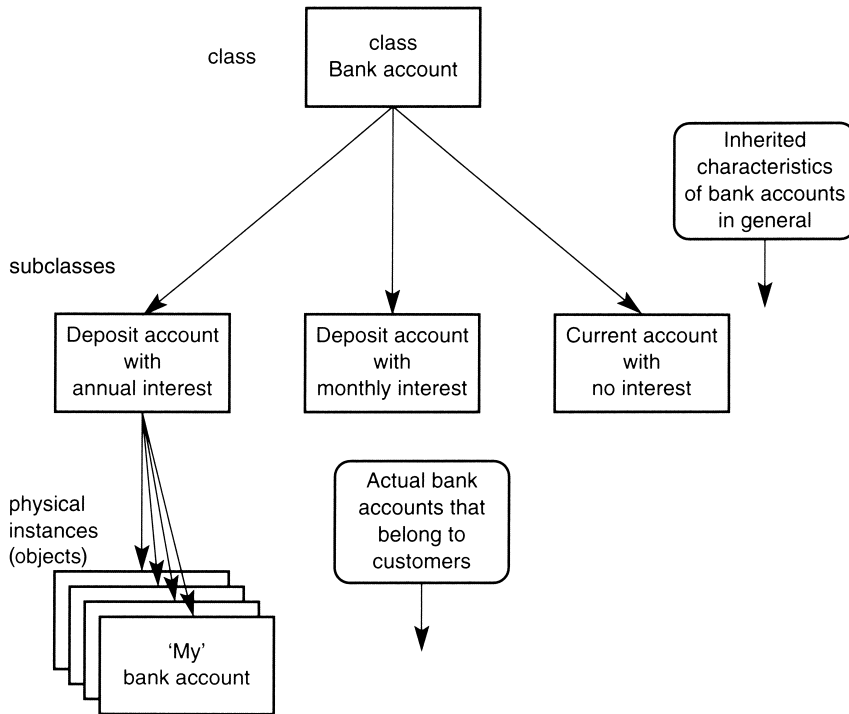 class
class
Bank account
Inherited
characteristics
of bank accounts
in general
subclasses
Deposit account
with
annual interest
Deposit account
with
monthly interest
Current account
with
no interest
physical
instances
(objects)
Actual bank
accounts that
belong to
customers
‘My’
bank account